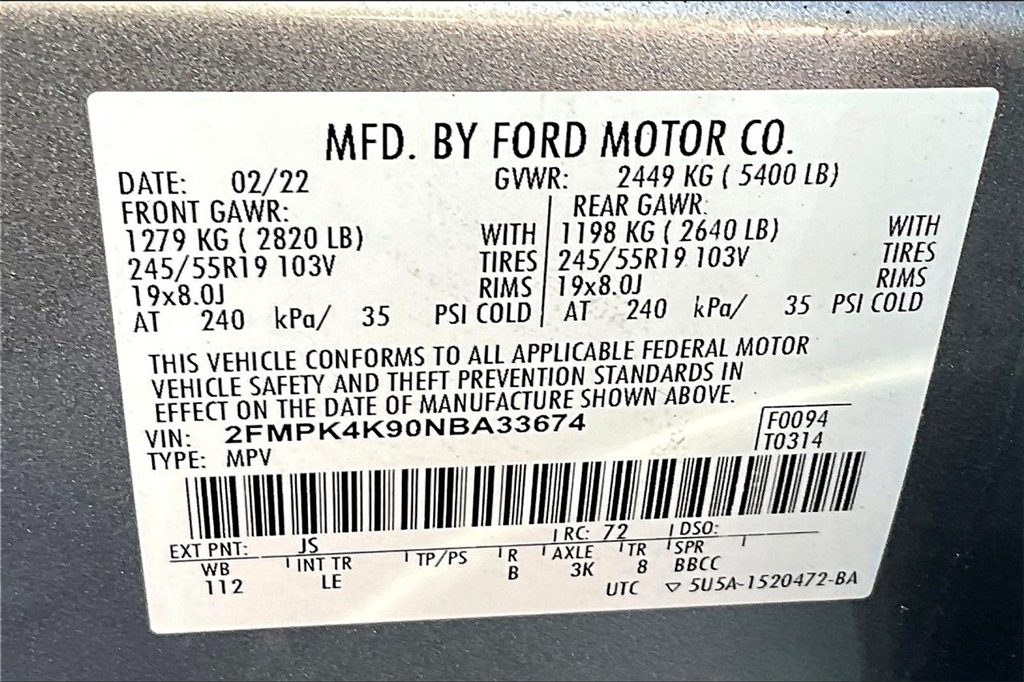 MFD. BY FORD MOTOR CO.
DATE: 02/22 GVWR: 2449 KG ( 5400 LB)
FRONT GAWR: REAR GAWR:
1279 KG ( 2820 LB) WITH 1198 KG ( 2640 LB) WITH
245/55R19 103V TIRES 245/55R19 103V TIRES
19x8.0J RIMS 19x8.0J RIMS
AT 240 kPa/ 35 PSI COLD AT 240 kPa/ 35 PSI COLD
THIS VEHICLE CONFORMS TO ALL APPLICABLE FEDERAL MOTOR
VEHICLE SAFETY AND THEFT PREVENTION STANDARDS IN
EFFECT ON THE DATE OF MANUFACTURE SHOWN ABOVE.
VIN: 2FMPK4K90NBA33674 F0094
TYPE: MPV T0314
EXT PNT: JS RC: 72 DSO:
WB INT TR TP/PS R AXLE TR SPR
112 LE B 3K 8 BBCC
UTC ▽ 5U5A-1520472-BA